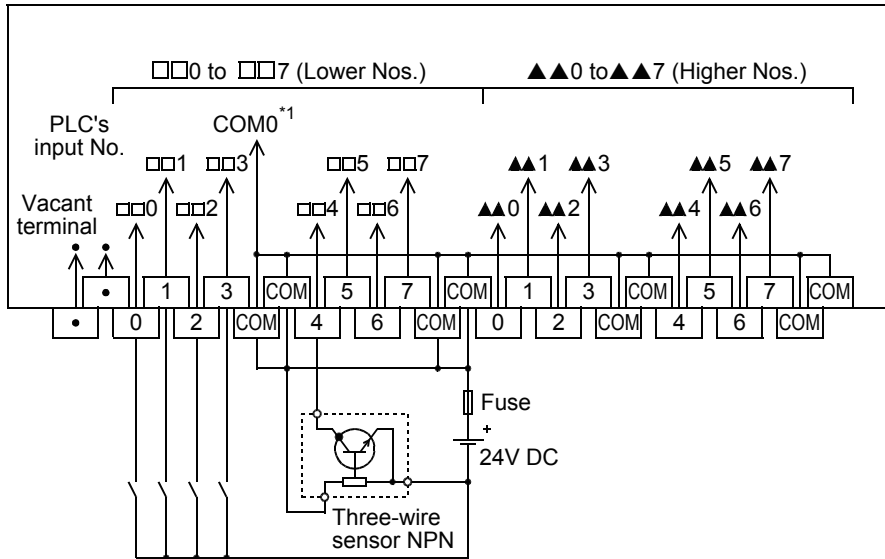 □□0 to □□7 (Lower Nos.) ▲▲0 to▲▲7 (Higher Nos.)
PLC's
input No.
COM0*1
□□1 □□3 □□5 □□7 ▲▲1 ▲▲3 ▲▲5 ▲▲7
Vacant
terminal
□□0 □□2 □□4 □□6 ▲▲0 ▲▲2 ▲▲4 ▲▲6
• 1 3 COM 5 7 COM 1 3 COM 5 7 COM
• 0 2 COM 4 6 COM 0 2 COM 4 6 COM
Fuse
+
24V DC
Three-wire
sensor NPN